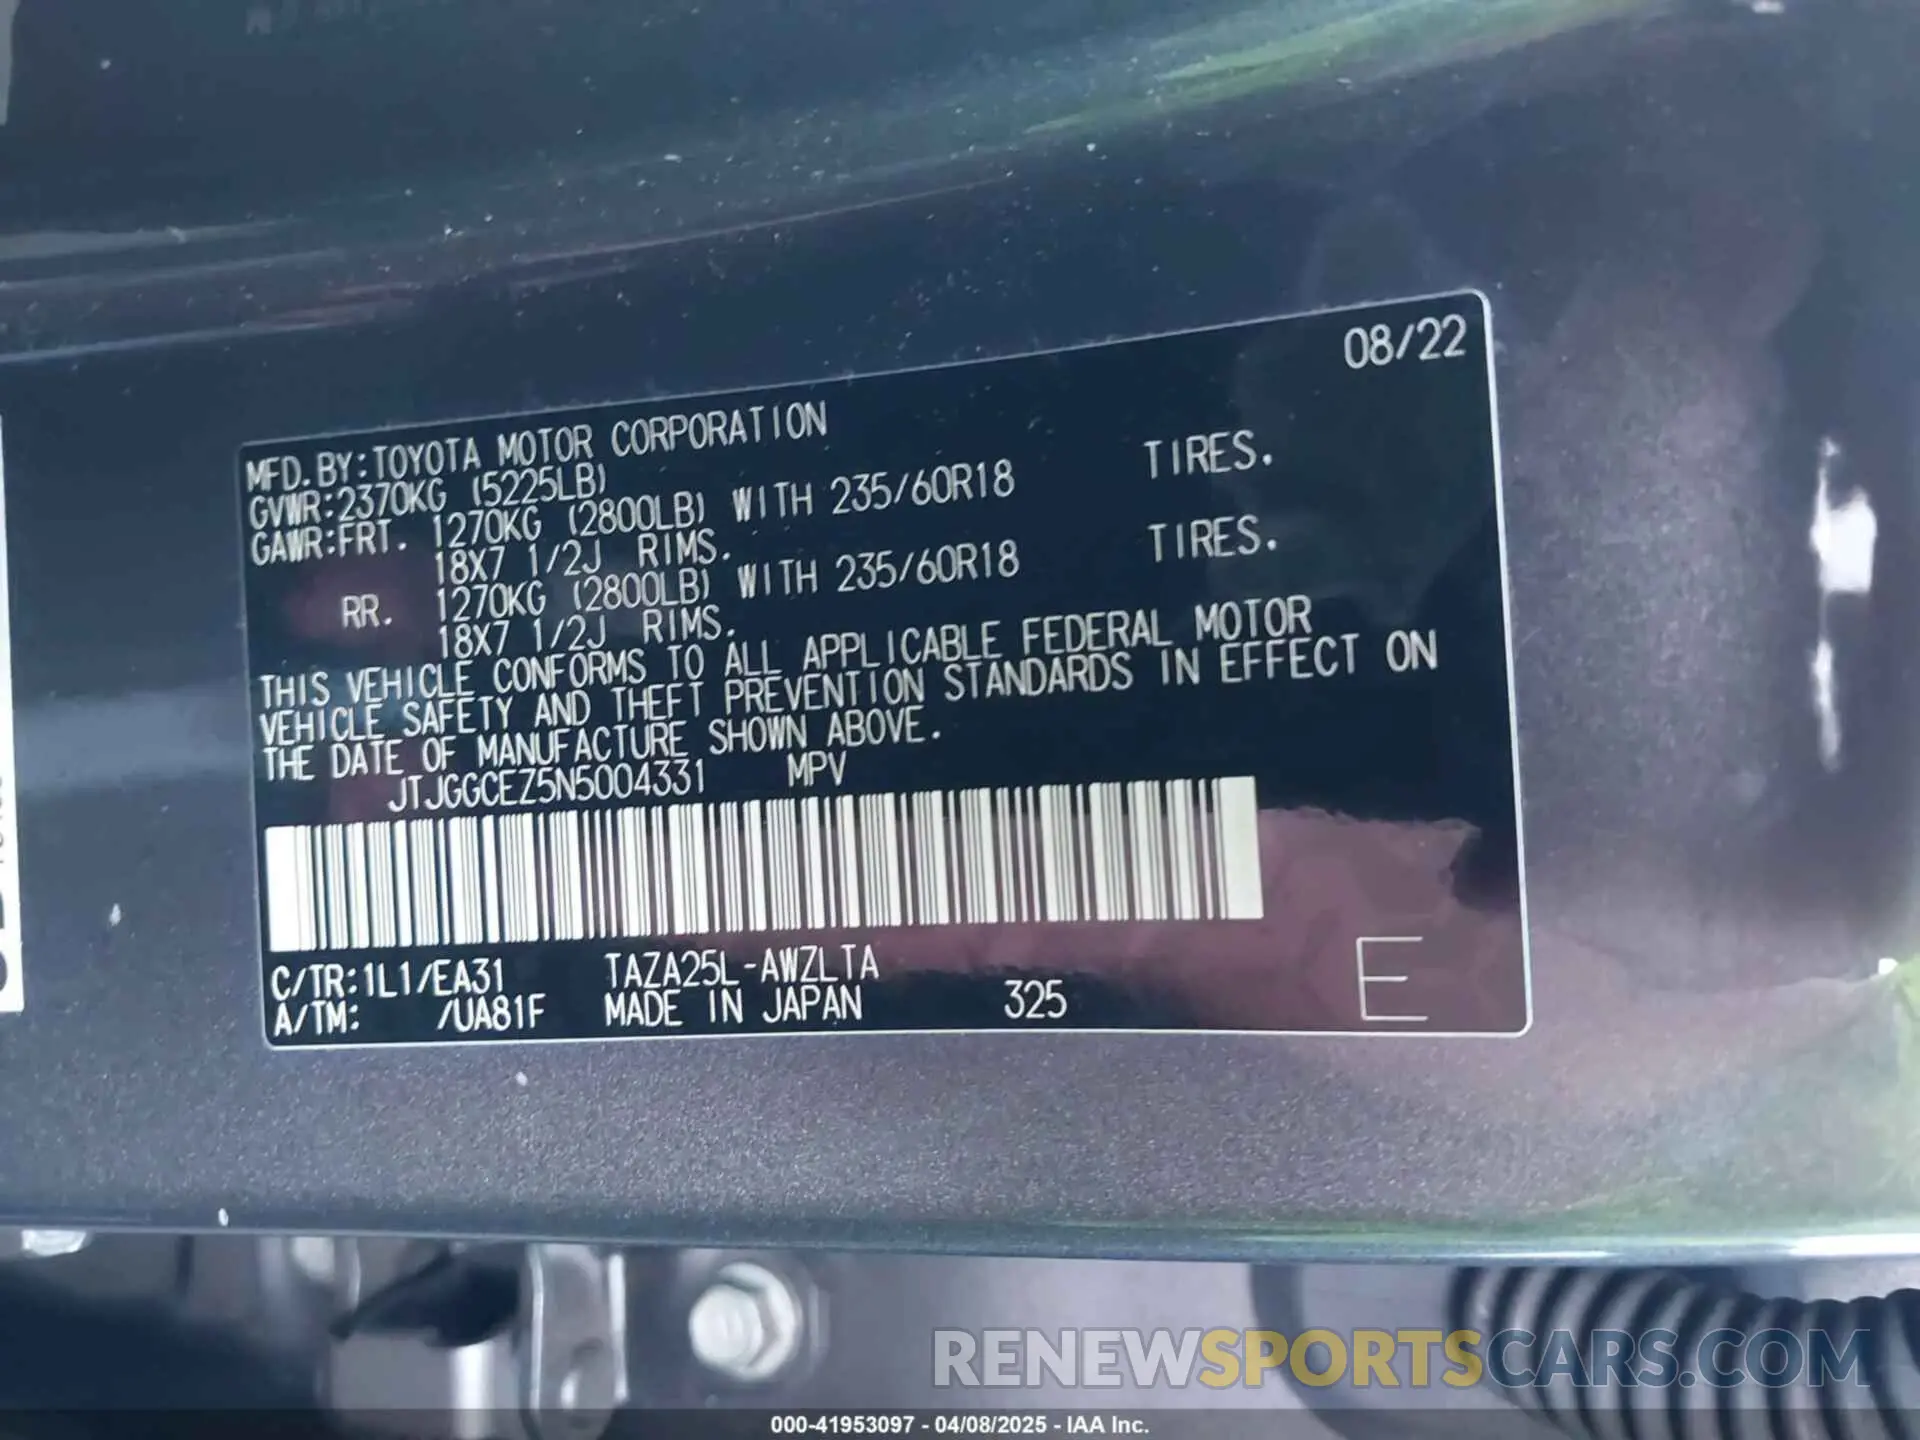 08/22
MFD.BY:TOYOTA MOTOR CORPORATION
GVWR:2370KG (5225LB)
GAWR:FRT. 1270KG (2800LB) WITH 235/60R18 TIRES.
18X7 1/2J RIMS.
RR. 1270KG (2800LB) WITH 235/60R18 TIRES.
18X7 1/2J RIMS.
THIS VEHICLE CONFORMS TO ALL APPLICABLE FEDERAL MOTOR
VEHICLE SAFETY AND THEFT PREVENTION STANDARDS IN EFFECT ON
THE DATE OF MANUFACTURE SHOWN ABOVE.
JTJGGCEZ5N5004331 MPV
C/TR:1L1/EA31 TAZA25L-AWZLTA
A/TM: /UA81F MADE IN JAPAN 325 E
RENEWSPORTSCARS.COM
000-41953097 - 04/08/2025 - IAA Inc.